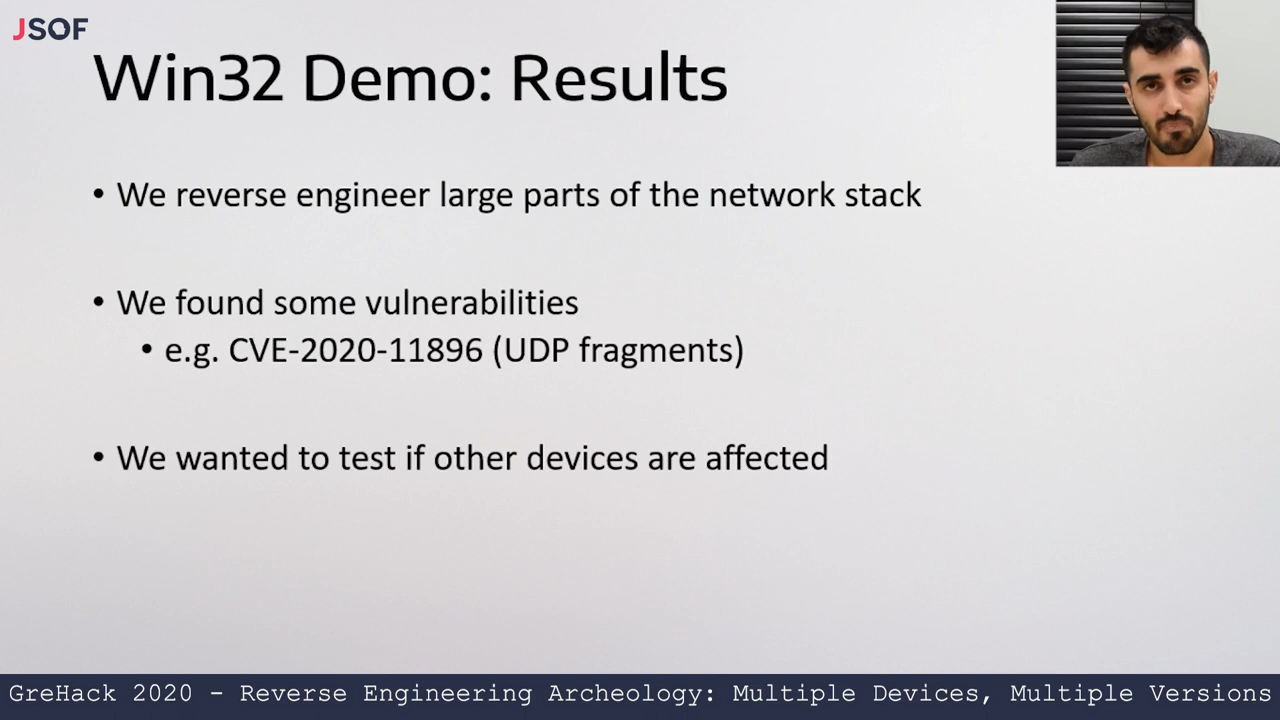 JSOF
Win32 Demo: Results
• We reverse engineer large parts of the network stack
• We found some vulnerabilities
• e.g. CVE-2020-11896 (UDP fragments)
• We wanted to test if other devices are affected
GreHack 2020 - Reverse Engineering Archeology: Multiple Devices, Multiple Versions